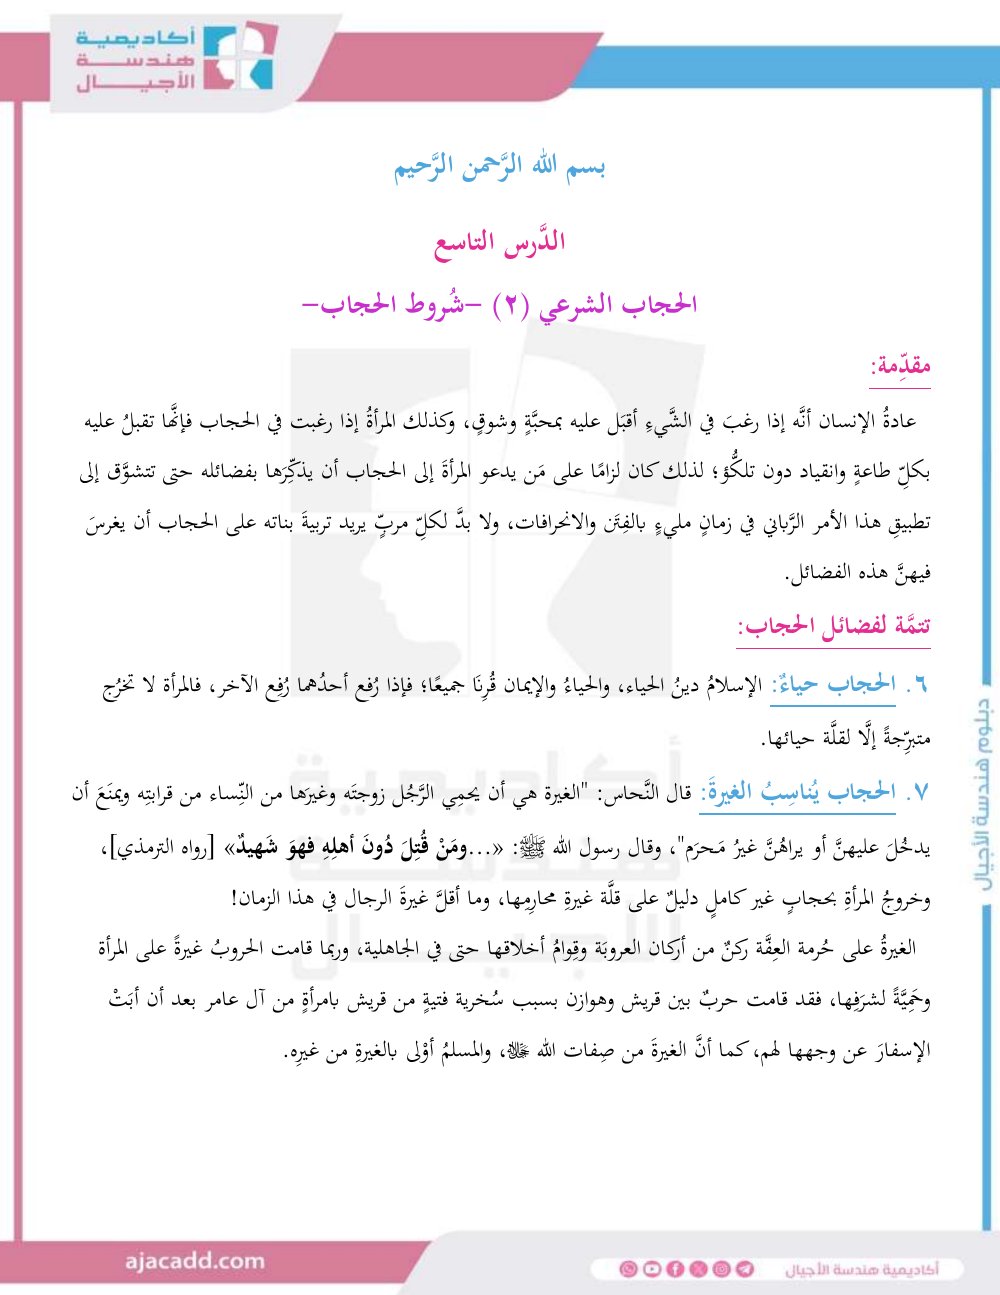 أكاديمية
هندسة
الأجيال
بسم الله الرَّحمن الرَّحيم
الدَّرس التاسع
الحجاب الشرعي (٢) –شُروط الحجاب–
مقدِّمة:
عادةُ الإنسان أنَّه إذا رغبَ في الشَّيءِ أقبَل عليه بمحبَّةٍ وشوقٍ، وكذلك المرأةُ إذا رغبت في الحجاب فإنَّها تقبلُ عليه
بكلِّ طاعةٍ وانقياد دون تلكُّؤ؛ لذلك كان لزامًا على مَن يدعو المرأةَ إلى الحجاب أن يذكِّرَها بفضائله حتى تتشوَّق إلى
تطبيقِ هذا الأمر الرَّباني في زمانٍ مليءٍ بالفِتَن والانحرافات، ولا بدَّ لكلِّ مربٍّ يريد تربيةَ بناته على الحجاب أن يغرسَ
فيهنَّ هذه الفضائل.
تتمَّة لفضائل الحجاب:
٦. الحجاب حياءٌ: الإسلامُ دينُ الحياء، والحياءُ والإيمان قُرِنَا جميعًا؛ فإذا رُفع أحدُهما رُفِع الآخر، فالمرأة لا تخرُج
متبرِّجةً إلَّا لقلَّة حيائها.
٧. الحجاب يُناسِبُ الغيرةَ: قال النَّحاس: "الغيرة هي أن يحمِي الرَّجُل زوجتَه وغيرَها من النِّساء من قرابتِه ويمنَعَ أن
يدخُلَ عليهنَّ أو يراهُنَّ غيرُ مَحرَم"، وقال رسول الله ﷺ: «...ومَنْ قُتِلَ دُونَ أهلِهِ فهوَ شَهيدٌ» [رواه الترمذي]،
وخروجُ المرأةِ بحجابٍ غير كاملٍ دليلٌ على قلَّة غيرةِ محارِمِها، وما أقلَّ غيرةَ الرجال في هذا الزمان!
الغيرةُ على حُرمة العِفَّة ركنٌ من أركان العروبَة وقِوامُ أخلاقها حتى في الجاهلية، وربما قامت الحروبُ غيرةً على المرأة
وحَمِيَّةً لشرَفِها، فقد قامت حربٌ بين قريش وهوازن بسبب سُخرية فتيةٍ من قريش بامرأةٍ من آل عامر بعد أن أبَتْ
الإسفارَ عن وجهها لهم، كما أنَّ الغيرةَ من صِفات الله ﷻ، والمسلمُ أوْلى بالغيرةِ من غيرِه.
دبلوم هندسة الأجيال
ajacadd.com
أكاديمية هندسة الأجيال